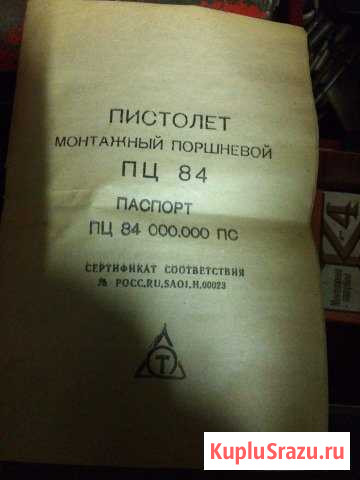 ПИСТОЛЕТ
МОНТАЖНЫЙ ПОРШНЕВОЙ
ПЦ 84
ПАСПОРТ
ПЦ 84 000.000 ПС
СЕРТИФИКАТ СООТВЕТСТВИЯ
№ РОСС.RU.SAO1.H.00023
Т
К-4
KupluSrazu.ru